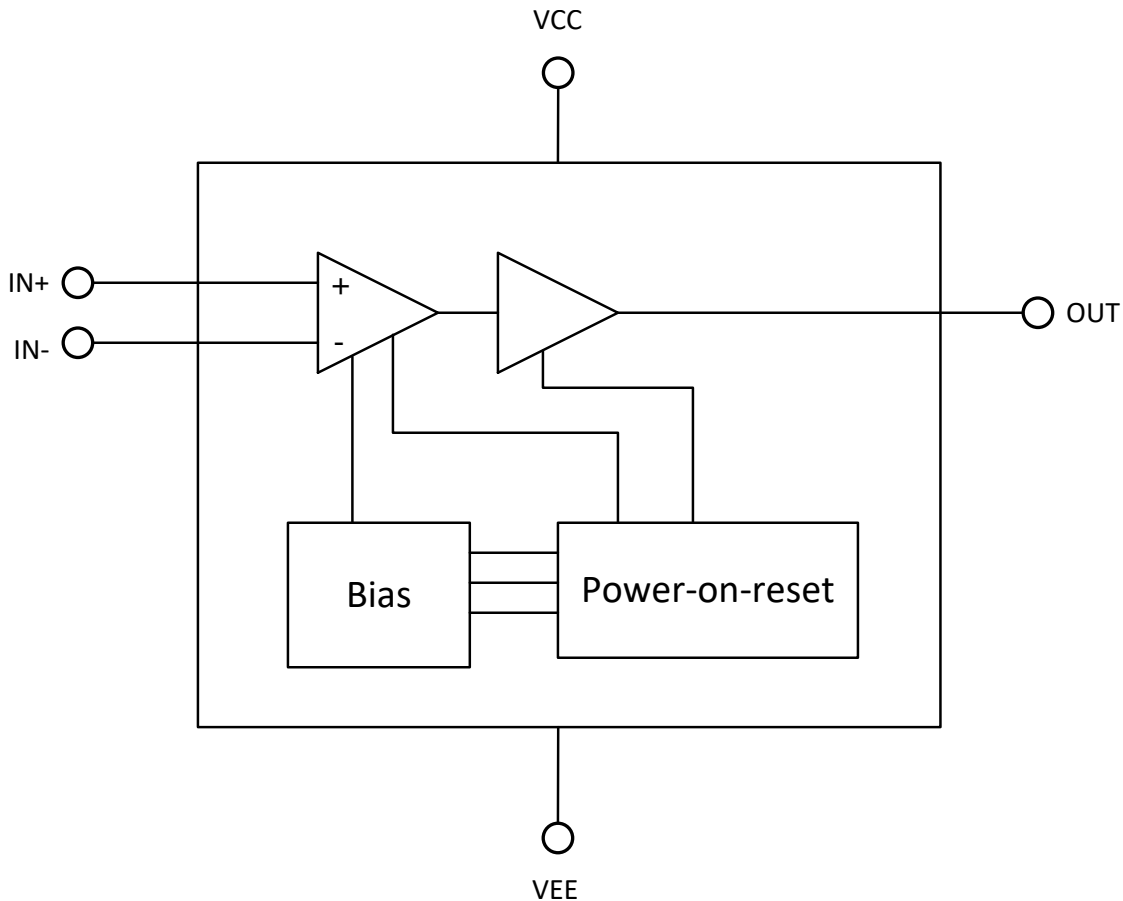 VCC
IN+
+
IN-
-
OUT
Bias
Power-on-reset
VEE